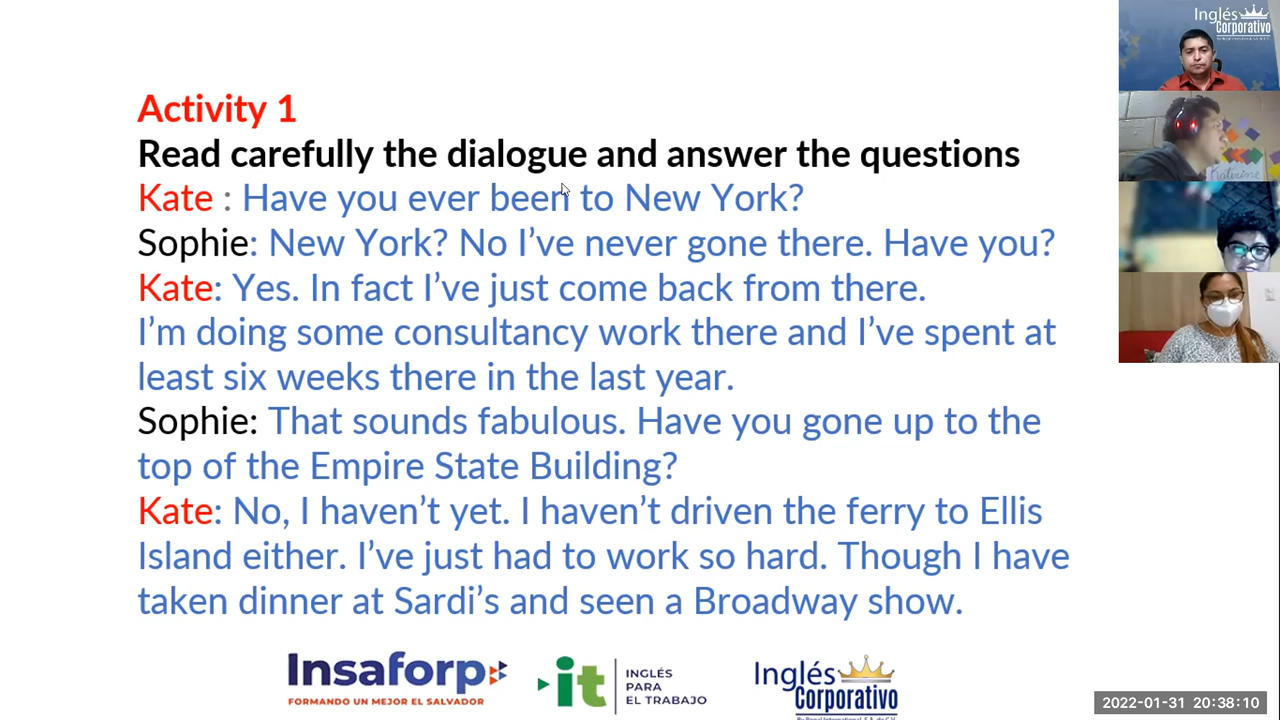 Activity 1
Read carefully the dialogue and answer the questions
Kate : Have you ever been to New York?
Sophie: New York? No I’ve never gone there. Have you?
Kate: Yes. In fact I’ve just come back from there.
I’m doing some consultancy work there and I’ve spent at
least six weeks there in the last year.
Sophie: That sounds fabulous. Have you gone up to the
top of the Empire State Building?
Kate: No, I haven’t yet. I haven’t driven the ferry to Ellis
Island either. I’ve just had to work so hard. Though I have
taken dinner at Sardi’s and seen a Broadway show.
Insaforp
FORMANDO UN MEJOR EL SALVADOR
it
INGLÉS
PARA
EL TRABAJO
Inglés
Corporativo
Inglés
Corporativo
Katherine
2022-01-31 20:38:10